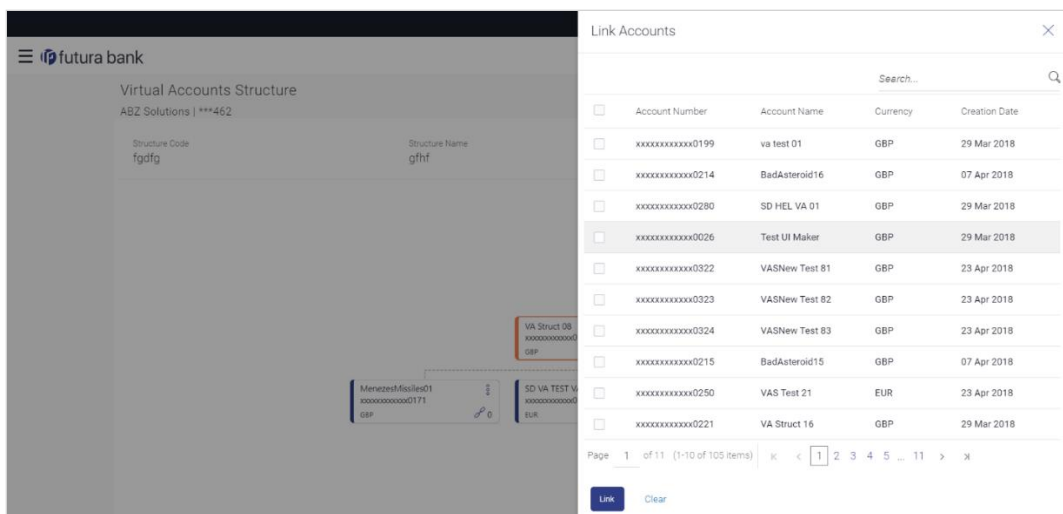 futura bank
Virtual Accounts Structure
ABZ Solutions | ***462
Structure Code
Structure Name
fgdfg
gfhf
VA Struct 08
xxxxxxxxxxxx0
GBP
MenezesMissiles01
xxxxxxxxxxxx0171
GBP
0
SD VA TEST VA
xxxxxxxxxxxx0
EUR
Link Accounts
Search...
Account Number Account Name Currency Creation Date
xxxxxxxxxxxx0199 va test 01 GBP 29 Mar 2018
xxxxxxxxxxxx0214 BadAsteroid16 GBP 07 Apr 2018
xxxxxxxxxxxx0280 SD HEL VA 01 GBP 29 Mar 2018
xxxxxxxxxxxx0026 Test UI Maker GBP 29 Mar 2018
xxxxxxxxxxxx0322 VASNew Test 81 GBP 23 Apr 2018
xxxxxxxxxxxx0323 VASNew Test 82 GBP 23 Apr 2018
xxxxxxxxxxxx0324 VASNew Test 83 GBP 23 Apr 2018
xxxxxxxxxxxx0215 BadAsteroid15 GBP 07 Apr 2018
xxxxxxxxxxxx0250 VAS Test 21 EUR 23 Apr 2018
xxxxxxxxxxxx0221 VA Struct 16 GBP 29 Mar 2018
Page 1 of 11 (1-10 of 105 items) 1 2 3 4 5 ... 11
Link Clear